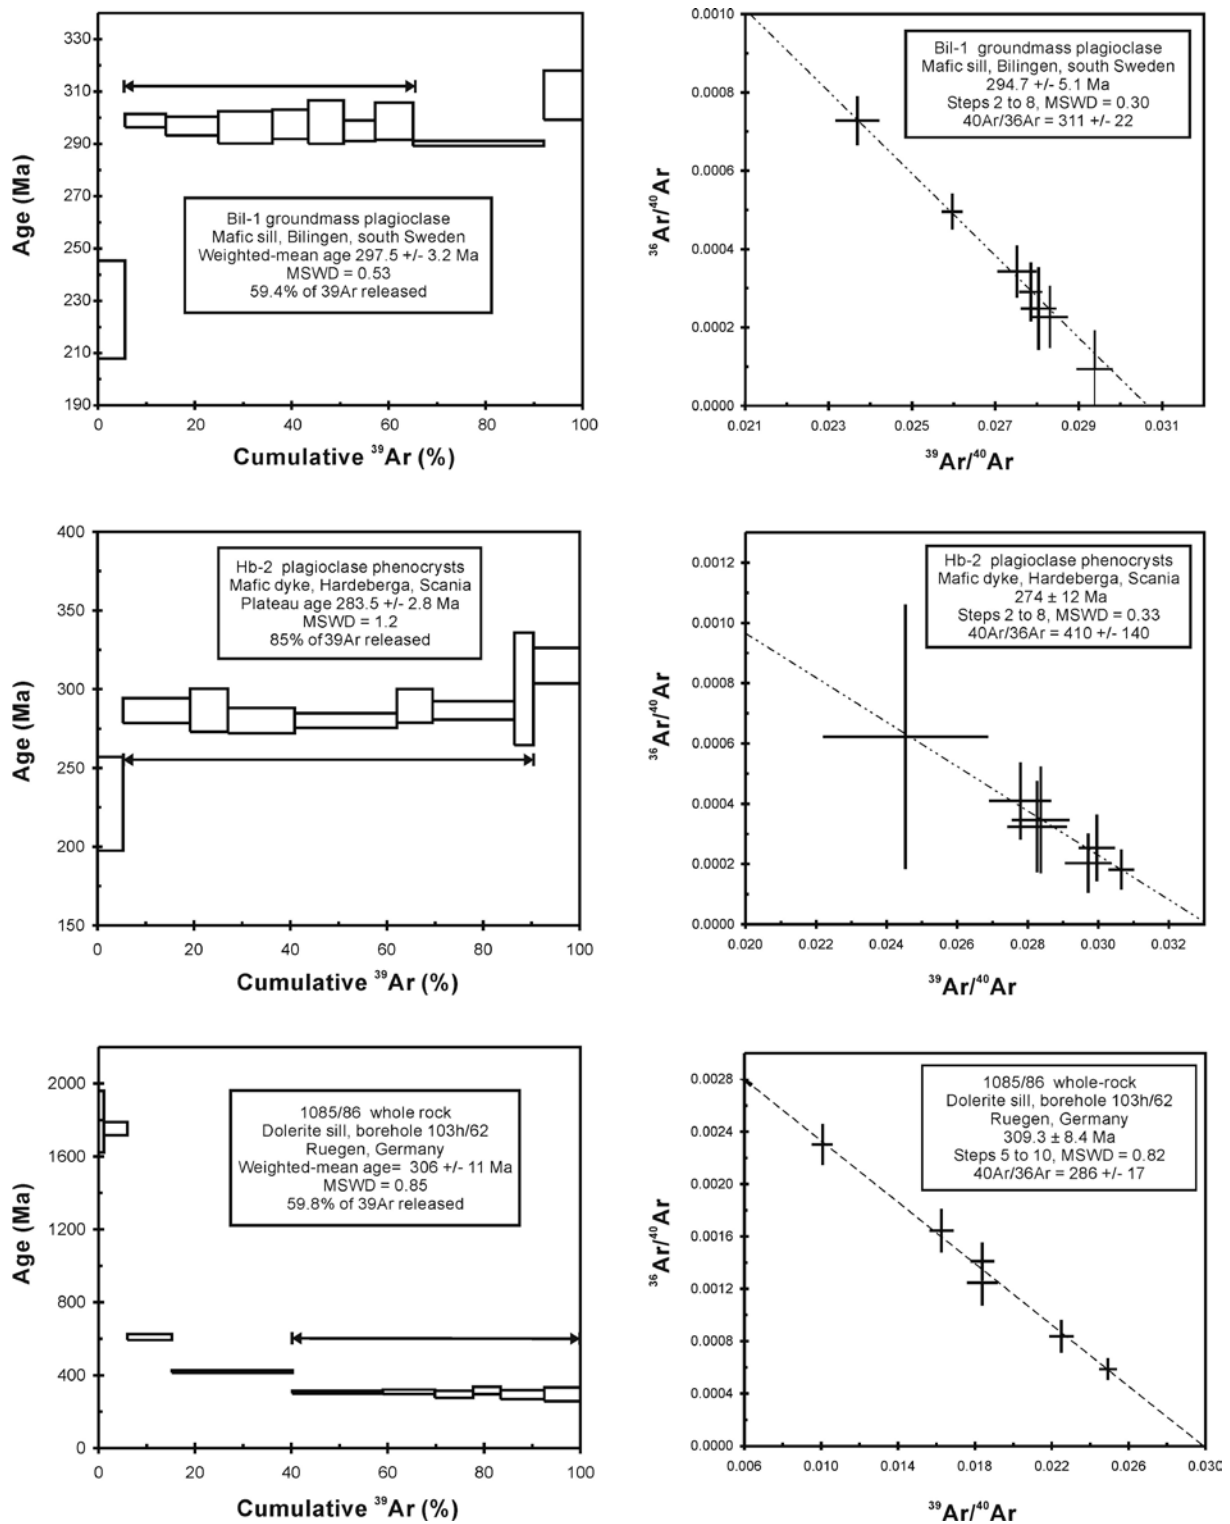 330
310
290
270
250
230
210
190
Age (Ma)
0
20
40
60
80
100
Cumulative ³⁹Ar (%)
Bil-1 groundmass plagioclase
Mafic sill, Bilingen, south Sweden
Weighted-mean age 297.5 +/- 3.2 Ma
MSWD = 0.53
59.4% of 39Ar released
0.0010
0.0008
0.0006
0.0004
0.0002
0.0000
³⁶Ar/⁴⁰Ar
0.021
0.023
0.025
0.027
0.029
0.031
³⁹Ar/⁴⁰Ar
Bil-1 groundmass plagioclase
Mafic sill, Bilingen, south Sweden
294.7 +/- 5.1 Ma
Steps 2 to 8, MSWD = 0.30
40Ar/36Ar = 311 +/- 22
400
350
300
250
200
150
Age (Ma)
0
20
40
60
80
100
Cumulative ³⁹Ar (%)
Hb-2 plagioclase phenocrysts
Mafic dyke, Hardeberga, Scania
Plateau age 283.5 +/- 2.8 Ma
MSWD = 1.2
85% of39Ar released
0.0012
0.0010
0.0008
0.0006
0.0004
0.0002
0.0000
³⁶Ar/⁴⁰Ar
0.020
0.022
0.024
0.026
0.028
0.030
0.032
³⁹Ar/⁴⁰Ar
Hb-2 plagioclase phenocrysts
Mafic dyke, Hardeberga, Scania
274 ± 12 Ma
Steps 2 to 8, MSWD = 0.33
40Ar/36Ar = 410 +/- 140
2000
1600
1200
800
400
0
Age (Ma)
0
20
40
60
80
100
Cumulative ³⁹Ar (%)
1085/86 whole rock
Dolerite sill, borehole 103h/62
Ruegen, Germany
Weighted-mean age= 306 +/- 11 Ma
MSWD = 0.85
59.8% of 39Ar released
0.0028
0.0024
0.0020
0.0016
0.0012
0.0008
0.0004
0.0000
³⁶Ar/⁴⁰Ar
0.006
0.010
0.014
0.018
0.022
0.026
0.030
³⁹Ar/⁴⁰Ar
1085/86 whole-rock
Dolerite sill, borehole 103h/62
Ruegen, Germany
309.3 ± 8.4 Ma
Steps 5 to 10, MSWD = 0.82
40Ar/36Ar = 286 +/- 17